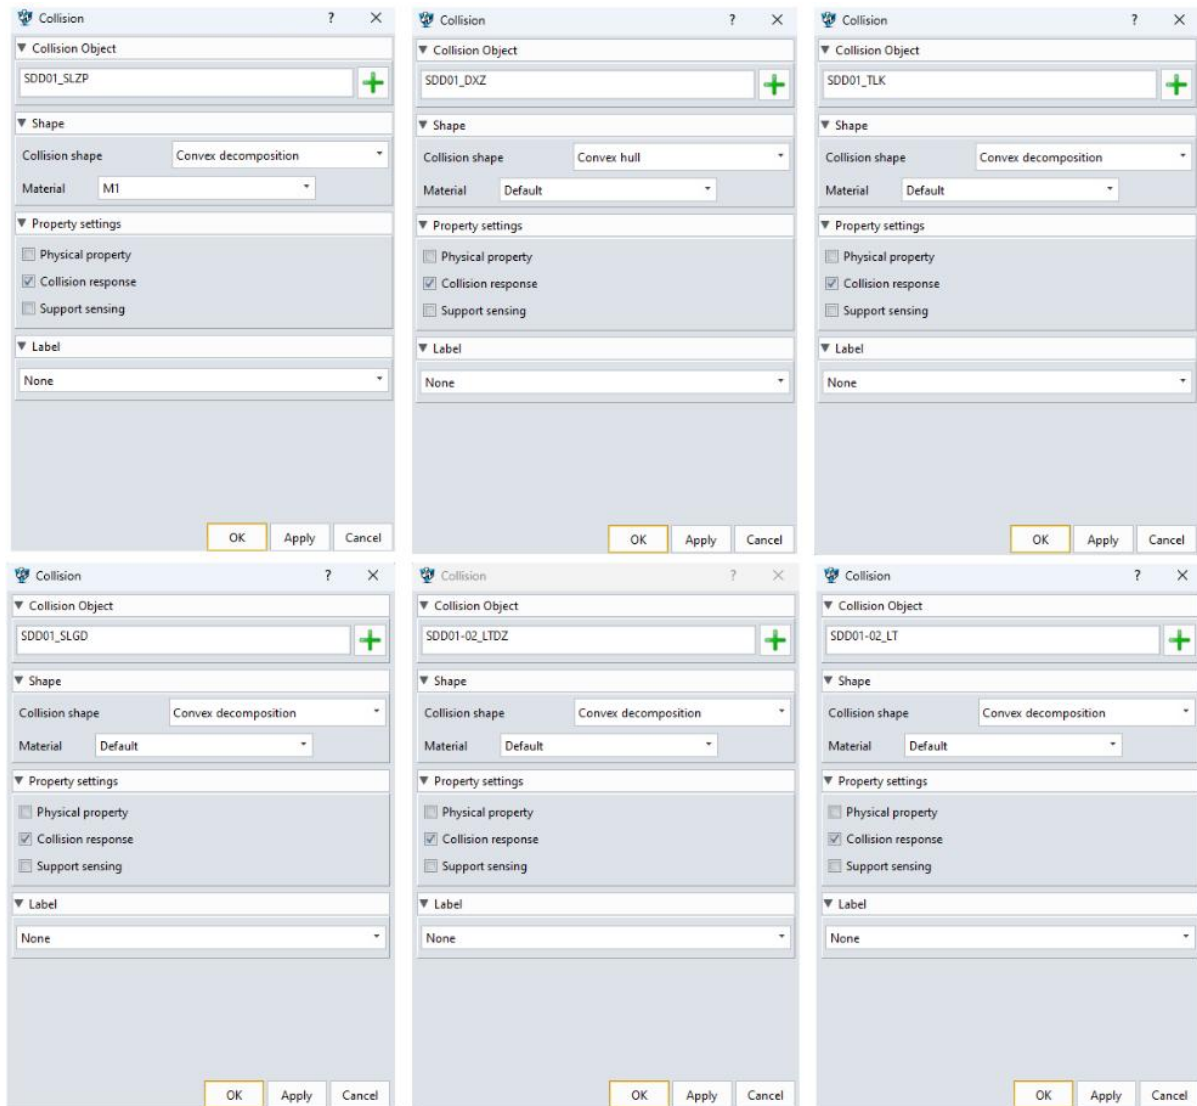 Collision ? ×
Collision Object
SDD01_SLZP
Shape
Collision shape Convex decomposition
Material M1
Property settings
Physical property
Collision response
Support sensing
Label
None
OK Apply Cancel
Collision ? ×
Collision Object
SDD01_DXZ
Shape
Collision shape Convex hull
Material Default
Property settings
Physical property
Collision response
Support sensing
Label
None
OK Apply Cancel
Collision ? ×
Collision Object
SDD01_TLK
Shape
Collision shape Convex decomposition
Material Default
Property settings
Physical property
Collision response
Support sensing
Label
None
OK Apply Cancel
Collision ? ×
Collision Object
SDD01_SLGD
Shape
Collision shape Convex decomposition
Material Default
Property settings
Physical property
Collision response
Support sensing
Label
None
OK Apply Cancel
Collision ? ×
Collision Object
SDD01-02_LTDZ
Shape
Collision shape Convex decomposition
Material Default
Property settings
Physical property
Collision response
Support sensing
Label
None
OK Apply Cancel
Collision ? ×
Collision Object
SDD01-02_LT
Shape
Collision shape Convex decomposition
Material Default
Property settings
Physical property
Collision response
Support sensing
Label
None
OK Apply Cancel